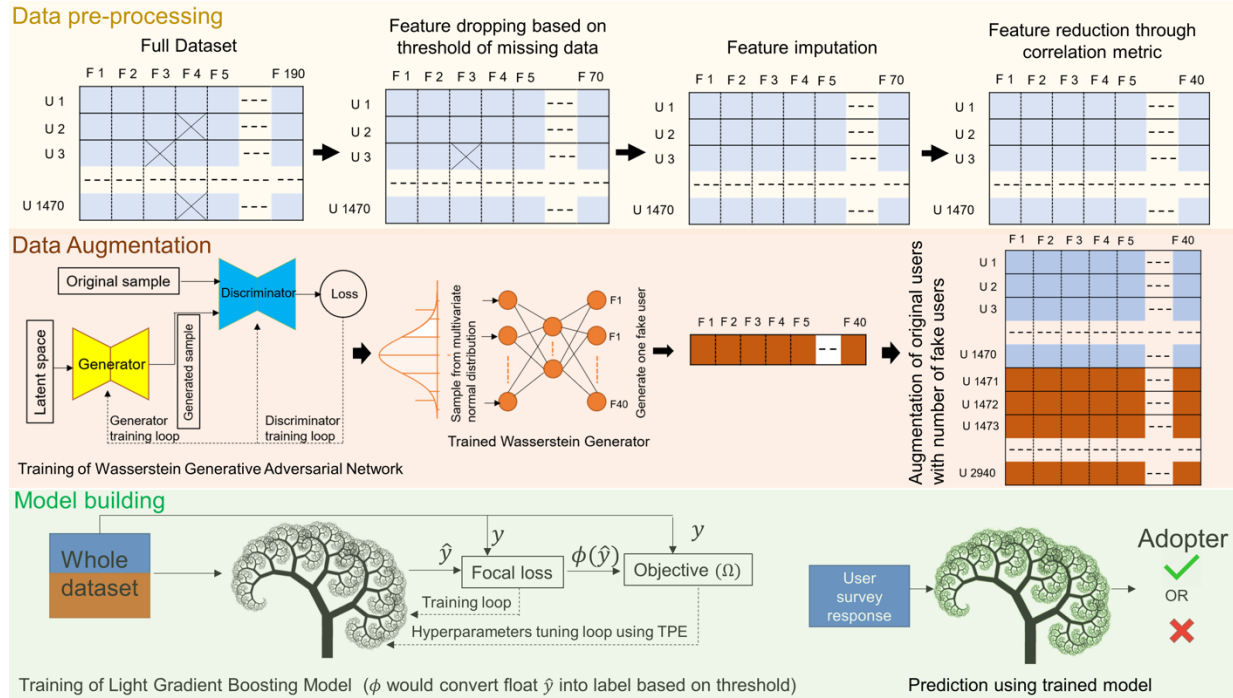 Data pre-processing
Full Dataset
Feature dropping based on
threshold of missing data
Feature imputation
Feature reduction through
correlation metric
F 1 F 2 F 3 F 4 F 5 F 190
U 1
U 2
U 3
U 1470
F 1 F 2 F 3 F 4 F 5 F 70
U 1
U 2
U 3
U 1470
F 1 F 2 F 3 F 4 F 5 F 70
U 1
U 2
U 3
U 1470
F 1 F 2 F 3 F 4 F 5 F 40
U 1
U 2
U 3
U 1470
Data Augmentation
Original sample
Discriminator
Loss
Latent space
Generator
Generated sample
Generator
training loop
Discriminator
training loop
Training of Wasserstein Generative Adversarial Network
Sample from multivariate
normal distribution
F1
F1
F40
Generate one fake user
Trained Wasserstein Generator
F 1 F 2 F 3 F 4 F 5 F 40
Augmentation of original users
with number of fake users
F 1 F 2 F 3 F 4 F 5 F 40
U 1
U 2
U 3
U 1470
U 1471
U 1472
U 1473
U 2940
Model building
Whole
dataset
ŷ
y
Focal loss
ϕ(ŷ)
y
Objective (Ω)
Training loop
Hyperparameters tuning loop using TPE
Training of Light Gradient Boosting Model (ϕ would convert float ŷ into label based on threshold)
User
survey
response
Adopter
OR
Prediction using trained model